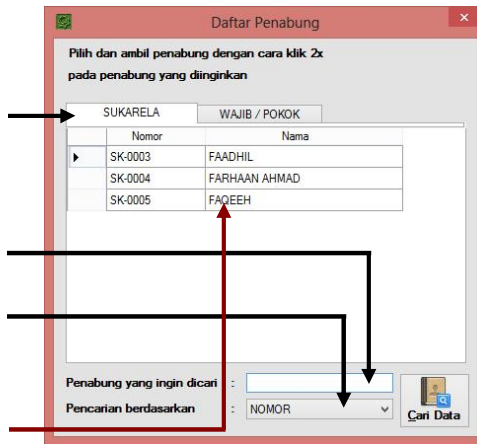 Daftar Penabung
Pilih dan ambil penabung dengan cara klik 2x
pada penabung yang diinginkan
SUKARELA WAJIB / POKOK
Nomor Nama
SK-0003 FAADHIL
SK-0004 FARHAAN AHMAD
SK-0005 FAQEEH
Penabung yang ingin dicari :
Pencarian berdasarkan : NOMOR
Cari Data